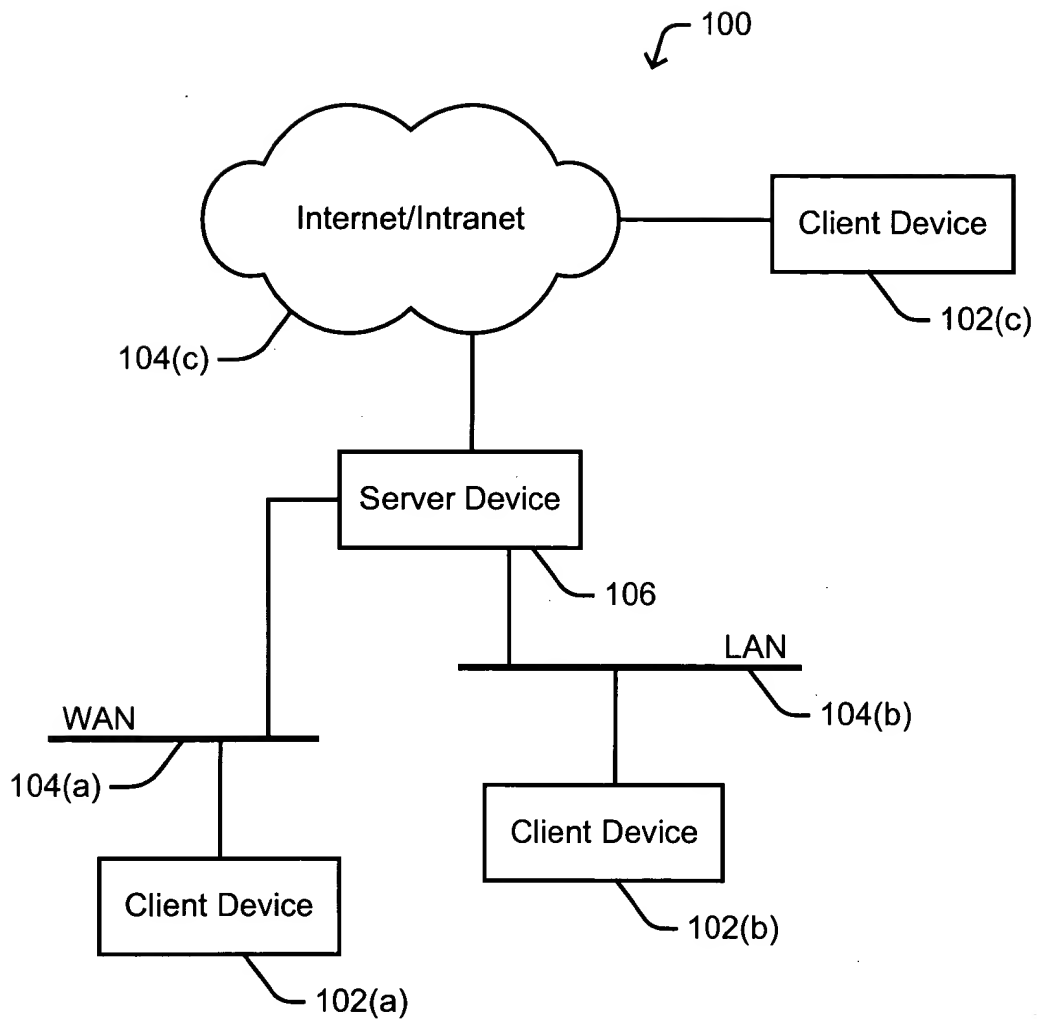 100
Internet/Intranet
Client Device
102(c)
104(c)
Server Device
106
LAN
WAN
104(b)
104(a)
Client Device
Client Device
102(b)
102(a)